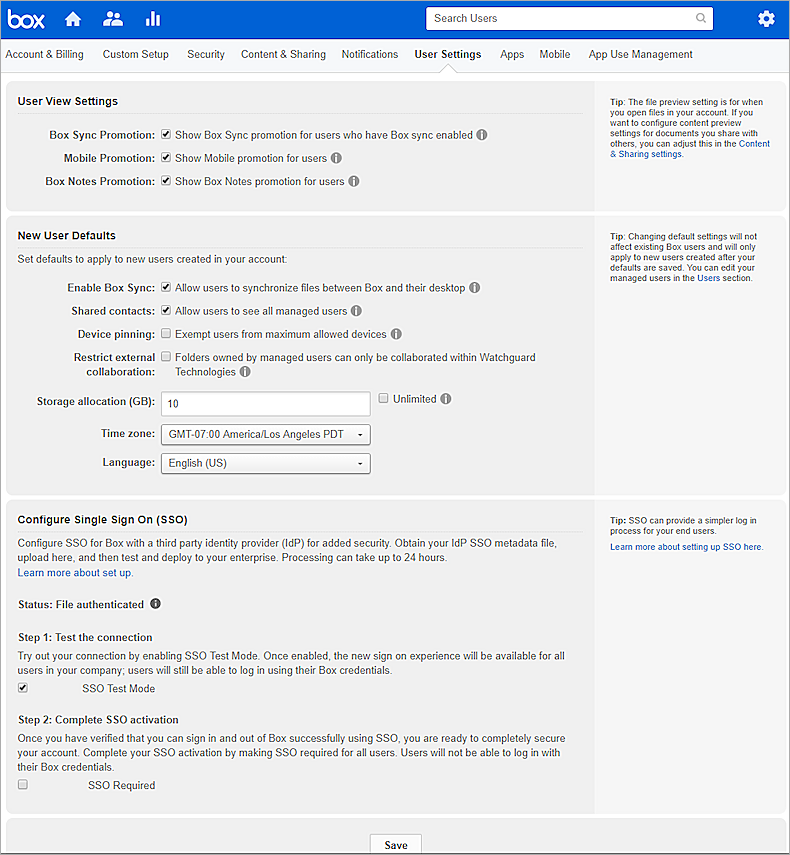 box
Search Users
Account & Billing Custom Setup Security Content & Sharing Notifications User Settings Apps Mobile App Use Management
User View Settings
Box Sync Promotion: Show Box Sync promotion for users who have Box sync enabled
Mobile Promotion: Show Mobile promotion for users
Box Notes Promotion: Show Box Notes promotion for users
Tip: The file preview setting is for when
you open files in your account. If you
want to configure content preview
settings for documents you share with
others, you can adjust this in the Content
& Sharing settings.
New User Defaults
Set defaults to apply to new users created in your account:
Enable Box Sync: Allow users to synchronize files between Box and their desktop
Shared contacts: Allow users to see all managed users
Device pinning: Exempt users from maximum allowed devices
Restrict external Folders owned by managed users can only be collaborated within Watchguard
collaboration: Technologies
Storage allocation (GB): 10 Unlimited
Time zone: GMT-07:00 America/Los Angeles PDT
Language: English (US)
Tip: Changing default settings will not
affect existing Box users and will only
apply to new users created after your
defaults are saved. You can edit your
managed users in the Users section.
Configure Single Sign On (SSO)
Configure SSO for Box with a third party identity provider (IdP) for added security. Obtain your IdP SSO metadata file,
upload here, and then test and deploy to your enterprise. Processing can take up to 24 hours.
Learn more about set up.
Status: File authenticated
Step 1: Test the connection
Try out your connection by enabling SSO Test Mode. Once enabled, the new sign on experience will be available for all
users in your company; users will still be able to log in using their Box credentials.
SSO Test Mode
Step 2: Complete SSO activation
Once you have verified that you can sign in and out of Box successfully using SSO, you are ready to completely secure
your account. Complete your SSO activation by making SSO required for all users. Users will not be able to log in with
their Box credentials.
SSO Required
Tip: SSO can provide a simpler log in
process for your end users.
Learn more about setting up SSO here.
Save